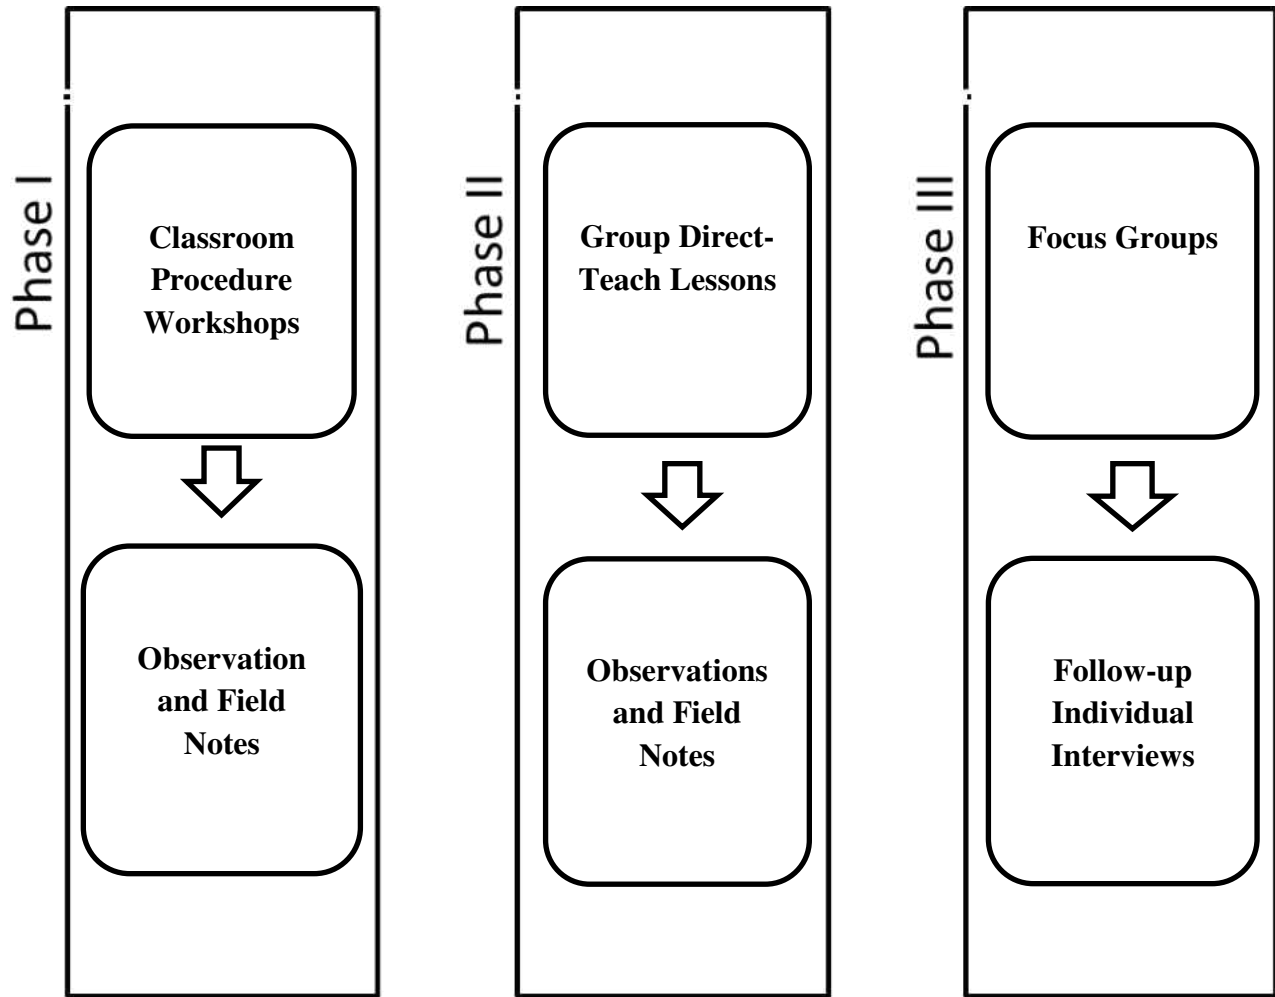 Phase I
Classroom
Procedure
Workshops
Observation
and Field
Notes
Phase II
Group Direct-
Teach Lessons
Observations
and Field
Notes
Phase III
Focus Groups
Follow-up
Individual
Interviews